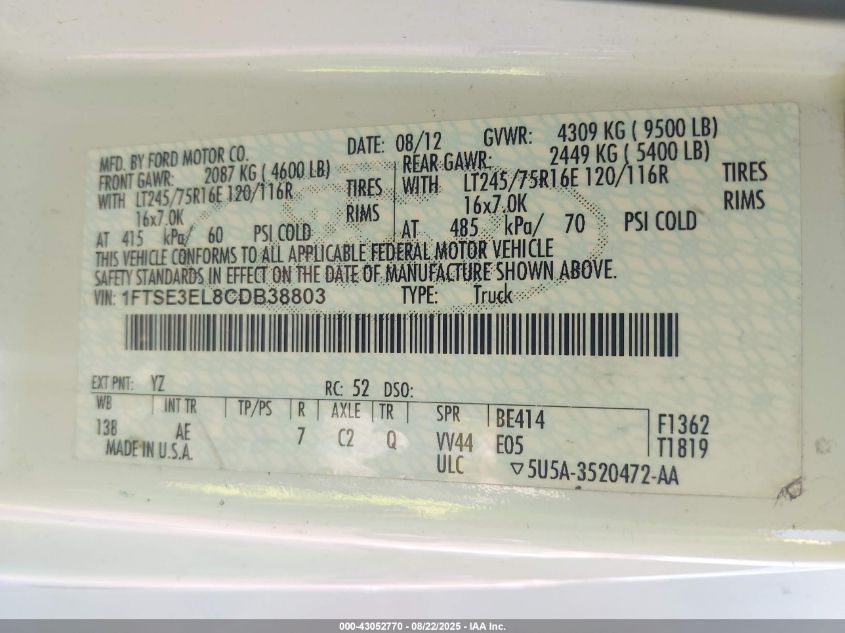 MFD. BY FORD MOTOR CO. DATE: 08/12 GVWR: 4309 KG ( 9500 LB)
FRONT GAWR: 2087 KG ( 4600 LB) REAR GAWR: 2449 KG ( 5400 LB)
WITH LT245/75R16E 120/116R TIRES WITH LT245/75R16E 120/116R TIRES
16x7.0K RIMS 16x7.0K RIMS
AT 415 kPa/ 60 PSI COLD AT 485 kPa/ 70 PSI COLD
THIS VEHICLE CONFORMS TO ALL APPLICABLE FEDERAL MOTOR VEHICLE
SAFETY STANDARDS IN EFFECT ON THE DATE OF MANUFACTURE SHOWN ABOVE.
VIN: 1FTSE3EL8CDB38803 TYPE: Truck
EXT PNT: YZ RC: 52 DSO:
WB INT TR TP/PS R AXLE TR SPR BE414 F1362
138 AE 7 C2 Q VV44 E05 T1819
MADE IN U.S.A. ULC ▽5U5A-3520472-AA
000-43052770 - 08/22/2025 - IAA Inc.